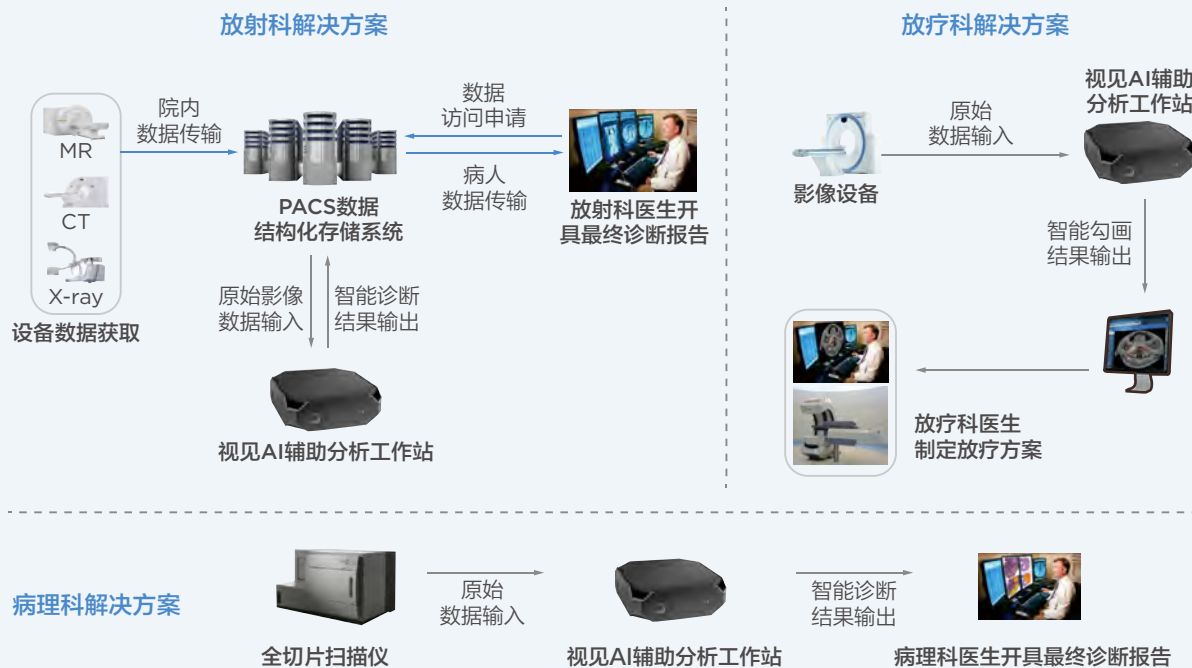 放射科解决方案
MR
CT
X-ray
设备数据获取
院内
数据传输
PACS数据
结构化存储系统
数据
访问申请
病人
数据传输
放射科医生开
具最终诊断报告
原始影像
数据输入
智能诊断
结果输出
视见AI辅助分析工作站
放疗科解决方案
影像设备
原始
数据输入
视见AI辅助
分析工作站
智能勾画
结果输出
放疗科医生
制定放疗方案
病理科解决方案
全切片扫描仪
原始
数据输入
视见AI辅助分析工作站
智能诊断
结果输出
病理科医生开具最终诊断报告